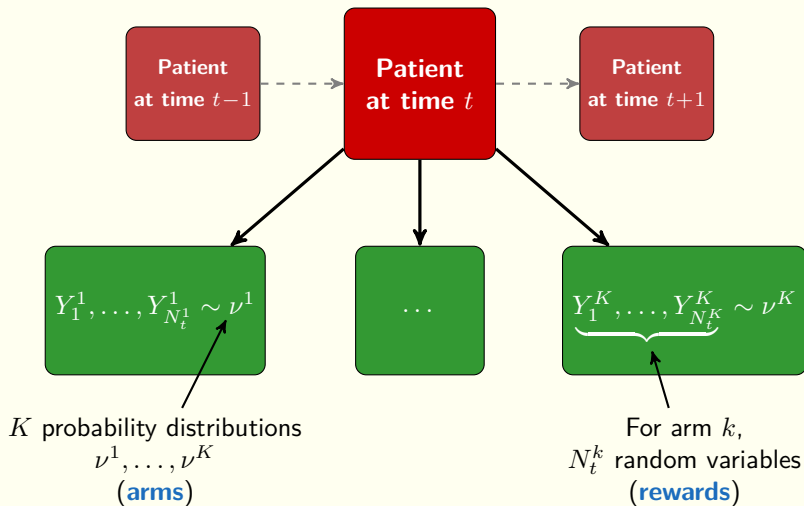 Patient
at time t−1
Patient
at time t
Patient
at time t+1
Y_1^1, …, Y_{N_t^1}^1 ∼ ν^1
…
Y_1^K, …, Y_{N_t^K}^K ∼ ν^K
K probability distributions
ν^1, …, ν^K
(arms)
For arm k,
N_t^k random variables
(rewards)